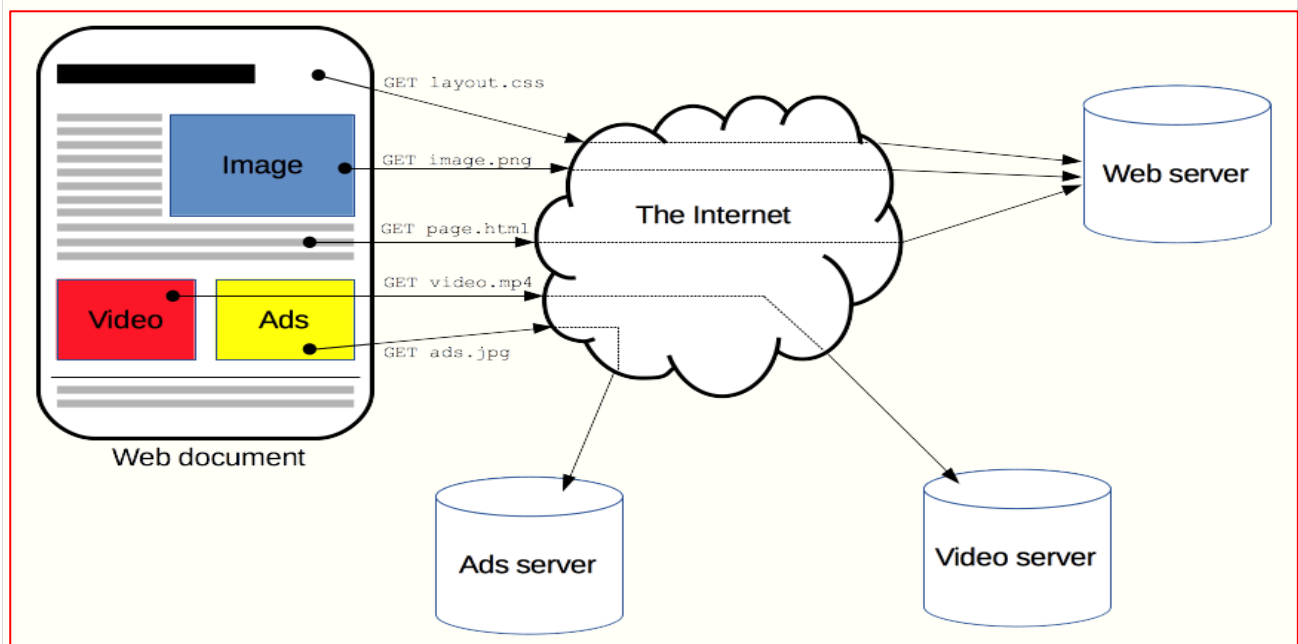 GET layout.css
Image
GET image.png
Web server
The Internet
GET page.html
GET video.mp4
Video
Ads
GET ads.jpg
Web document
Ads server
Video server